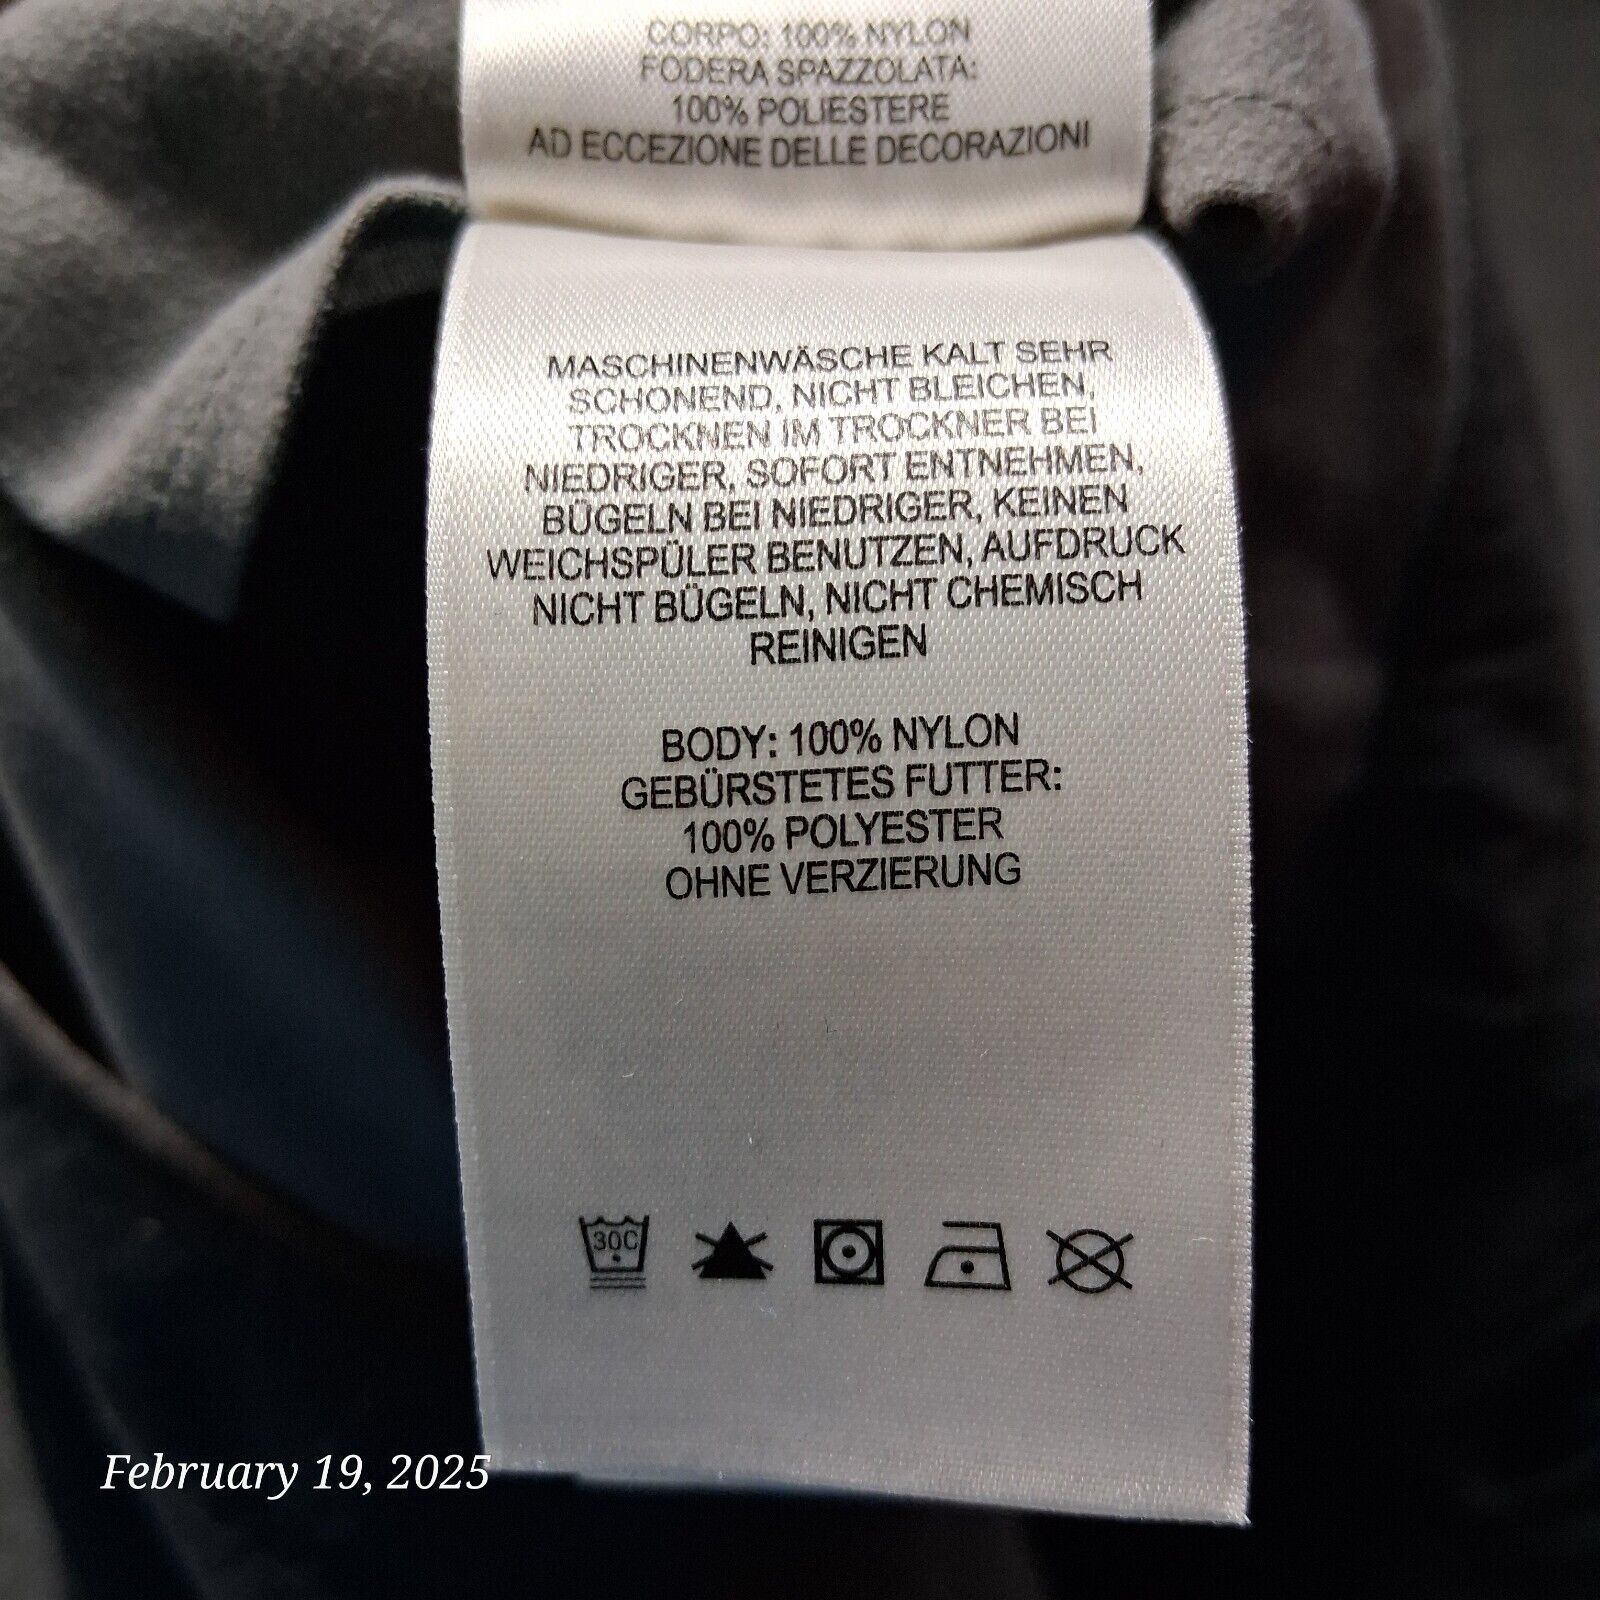 CORPO: 100% NYLON
FODERA SPAZZOLATA:
100% POLIESTERE
AD ECCEZIONE DELLE DECORAZIONI
MASCHINENWÄSCHE KALT SEHR
SCHONEND, NICHT BLEICHEN,
TROCKNEN IM TROCKNER BEI
NIEDRIGER, SOFORT ENTNEHMEN,
BÜGELN BEI NIEDRIGER, KEINEN
WEICHSPÜLER BENUTZEN, AUFDRUCK
NICHT BÜGELN, NICHT CHEMISCH
REINIGEN
BODY: 100% NYLON
GEBÜRSTETES FUTTER:
100% POLYESTER
OHNE VERZIERUNG
30C
February 19, 2025